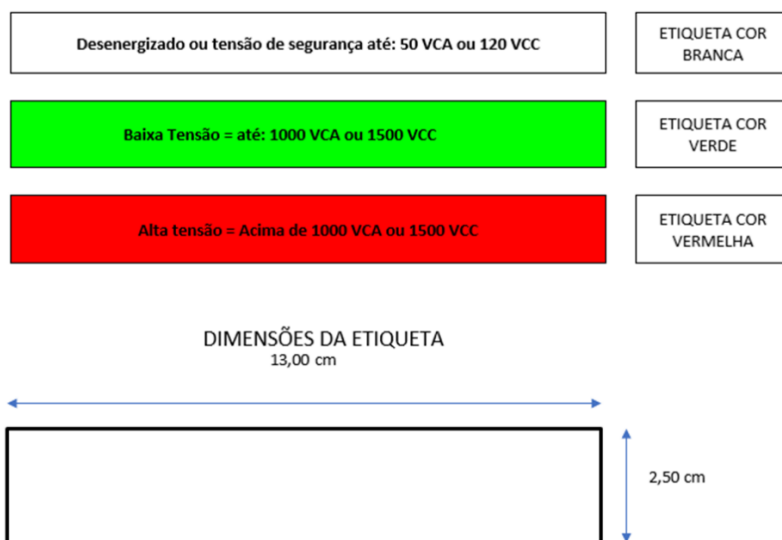 Desenergizado ou tensão de segurança até: 50 VCA ou 120 VCC
ETIQUETA COR
BRANCA
Baixa Tensão = até: 1000 VCA ou 1500 VCC
ETIQUETA COR
VERDE
Alta tensão = Acima de 1000 VCA ou 1500 VCC
ETIQUETA COR
VERMELHA
DIMENSÕES DA ETIQUETA
13,00 cm
2,50 cm